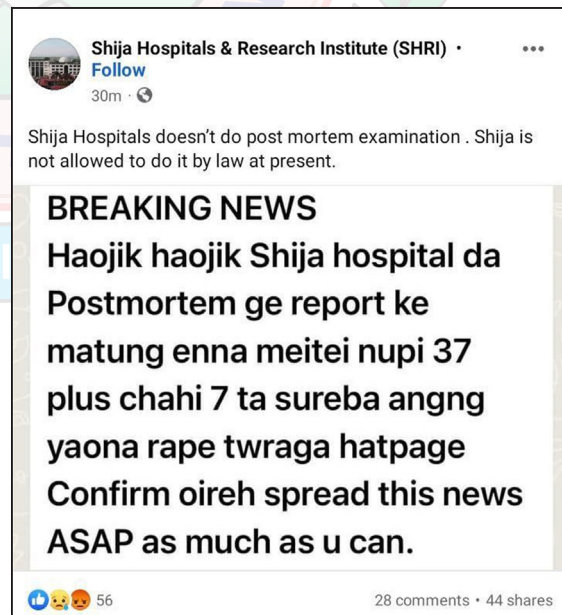 Shija Hospitals & Research Institute (SHRI) ·
Follow
30m ·
Shija Hospitals doesn’t do post mortem examination . Shija is
not allowed to do it by law at present.
BREAKING NEWS
Haojik haojik Shija hospital da
Postmortem ge report ke
matung enna meitei nupi 37
plus chahi 7 ta sureba angng
yaona rape twraga hatpage
Confirm oireh spread this news
ASAP as much as u can.
56
28 comments • 44 shares